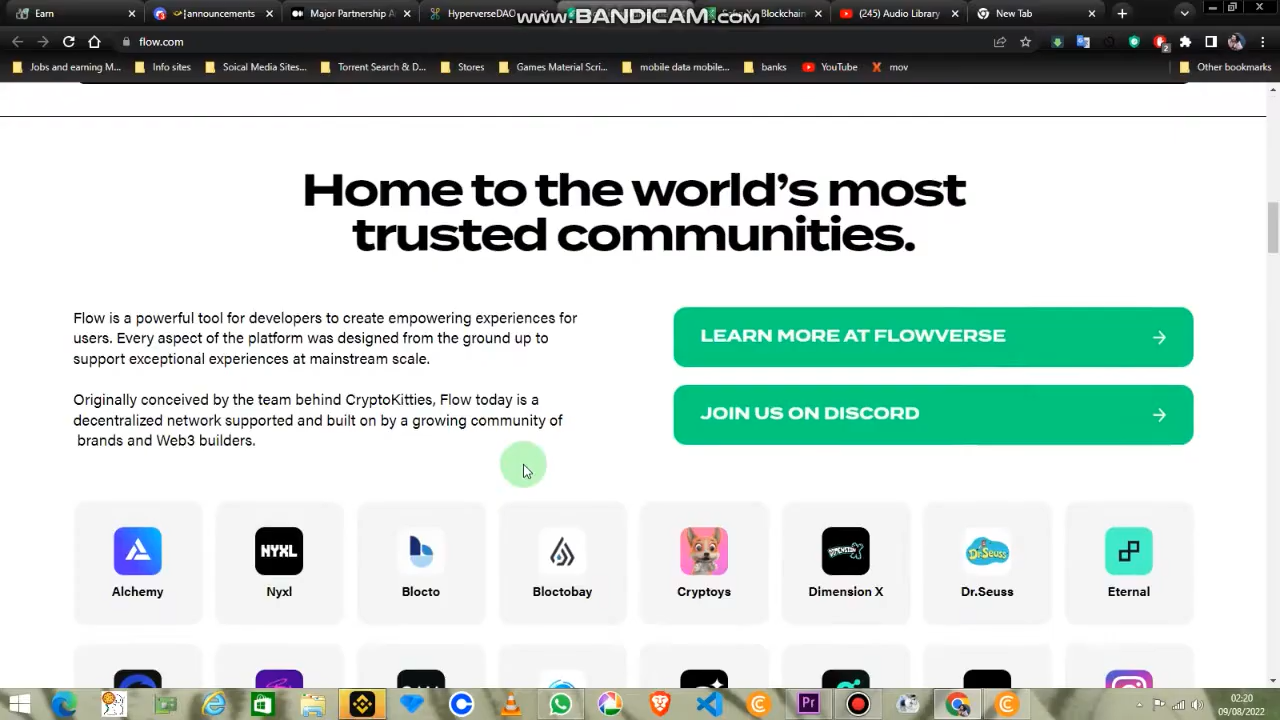 www.BANDICAM.com
Earn
announcements
Major Partnership A
HyperverseDAO
Blockchain
(245) Audio Library
New Tab
flow.com
2
Jobs and earning M...
Info sites
Soical Media Sites...
Torrent Search & D...
Stores
Games Material Scri...
mobile data mobile...
banks
YouTube
mov
Other bookmarks
Home to the world's most
trusted communities.
Flow is a powerful tool for developers to create empowering experiences for
users. Every aspect of the platform was designed from the ground up to
support exceptional experiences at mainstream scale.
Originally conceived by the team behind CryptoKitties, Flow today is a
decentralized network supported and built on by a growing community of
brands and Web3 builders.
LEARN MORE AT FLOWVERSE
JOIN US ON DISCORD
NYXL
DIMENSION X
Dr.Seuss
Alchemy
Nyxl
Blocto
Bloctobay
Cryptoys
Dimension X
Dr.Seuss
Eternal
Pr
02:20
09/08/2022